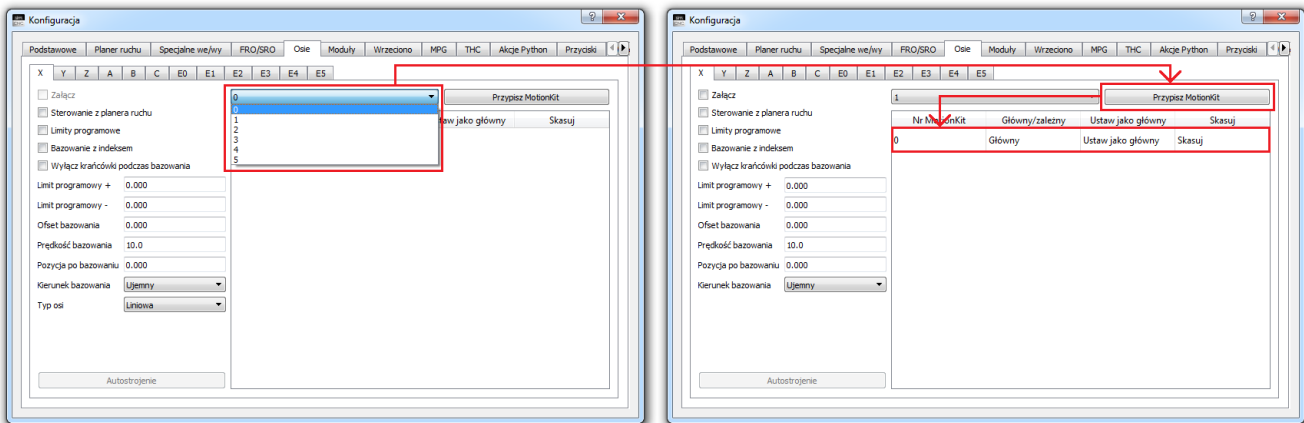 Konfiguracja
Podstawowe Planer ruchu Specjalne we/wy FRO/SRO Osie Moduły Wrzeciono MPG THC Akcje Python Przyciski
X Y Z A B C E0 E1 E2 E3 E4 E5
Załącz
0
Przypisz MotionKit
Sterowanie z planera ruchu
Limity programowe
Bazowanie z indeksem
Wyłącz krańcówki podczas bazowania
0
1
2
3
4
5
taw jako główny Skasuj
Limit programowy + 0.000
Limit programowy - 0.000
Ofset bazowania 0.000
Prędkość bazowania 10.0
Pozycja po bazowaniu 0.000
Kierunek bazowania Ujemny
Typ osi Liniowa
Autostrojenie
Konfiguracja
Podstawowe Planer ruchu Specjalne we/wy FRO/SRO Osie Moduły Wrzeciono MPG THC Akcje Python Przyciski
X Y Z A B C E0 E1 E2 E3 E4 E5
Załącz
1
Przypisz MotionKit
Sterowanie z planera ruchu
Limity programowe
Bazowanie z indeksem
Wyłącz krańcówki podczas bazowania
Nr MotionKit Główny/zależny Ustaw jako główny Skasuj
0 Główny Ustaw jako główny Skasuj
Limit programowy + 0.000
Limit programowy - 0.000
Ofset bazowania 0.000
Prędkość bazowania 10.0
Pozycja po bazowaniu 0.000
Kierunek bazowania Ujemny
Autostrojenie